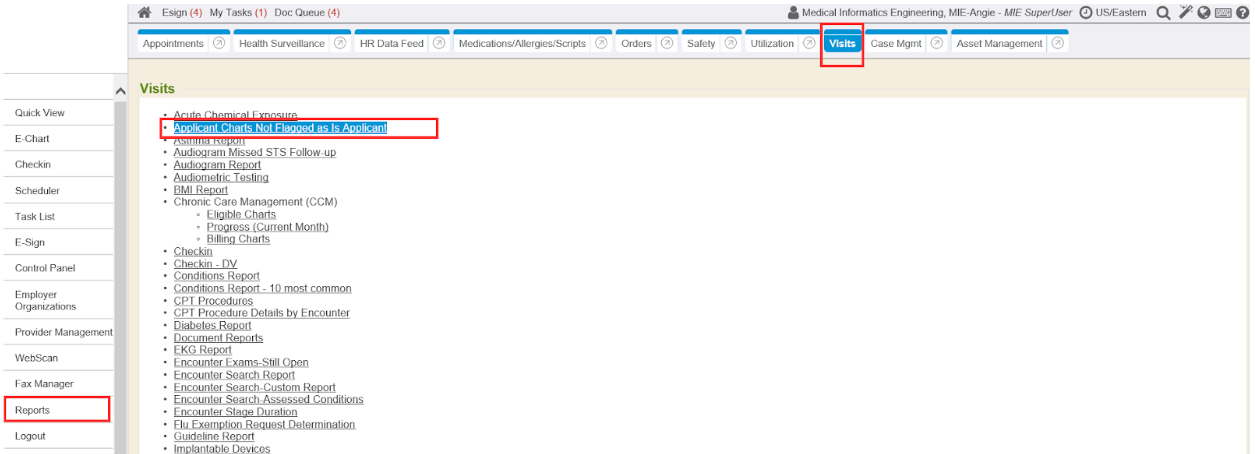 Esign (4) My Tasks (1) Doc Queue (4) Medical Informatics Engineering, MIE-Angie - MIE SuperUser US/Eastern
Appointments Health Surveillance HR Data Feed Medications/Allergies/Scripts Orders Safety Utilization Visits Case Mgmt Asset Management
Quick View
E-Chart
Checkin
Scheduler
Task List
E-Sign
Control Panel
Employer
Organizations
Provider Management
WebScan
Fax Manager
Reports
Logout
Visits
• Acute Chemical Exposure
• Applicant Charts Not Flagged as Is Applicant
• Asthma Report
• Audiogram Missed STS Follow-up
• Audiogram Report
• Audiometric Testing
• BMI Report
• Chronic Care Management (CCM)
◦ Eligible Charts
◦ Progress (Current Month)
◦ Billing Charts
• Checkin
• Checkin - DV
• Conditions Report
• Conditions Report - 10 most common
• CPT Procedures
• CPT Procedure Details by Encounter
• Diabetes Report
• Document Reports
• EKG Report
• Encounter Exams-Still Open
• Encounter Search Report
• Encounter Search-Custom Report
• Encounter Search-Assessed Conditions
• Encounter Stage Duration
• Flu Exemption Request Determination
• Guideline Report
• Implantable Devices